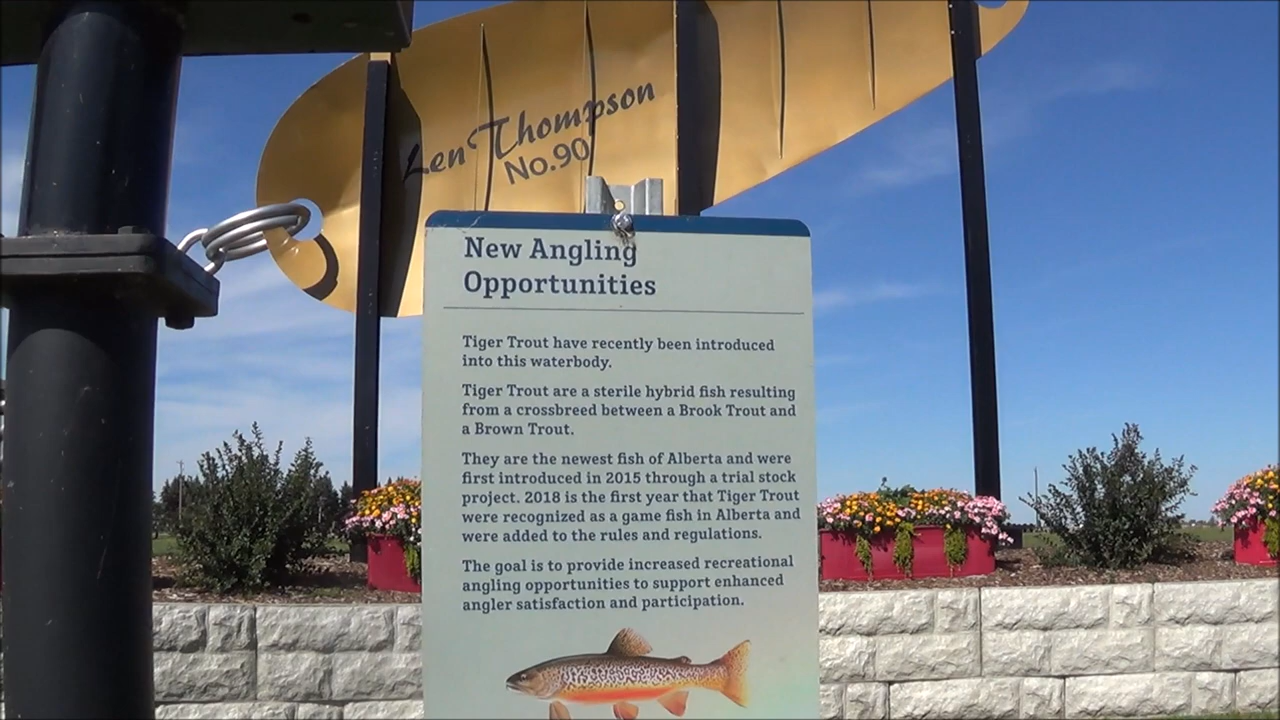 Len Thompson
No.90
New Angling
Opportunities
Tiger Trout have recently been introduced
into this waterbody.
Tiger Trout are a sterile hybrid fish resulting
from a crossbreed between a Brook Trout and
a Brown Trout.
They are the newest fish of Alberta and were
first introduced in 2015 through a trial stock
project. 2018 is the first year that Tiger Trout
were recognized as a game fish in Alberta and
were added to the rules and regulations.
The goal is to provide increased recreational
angling opportunities to support enhanced
angler satisfaction and participation.